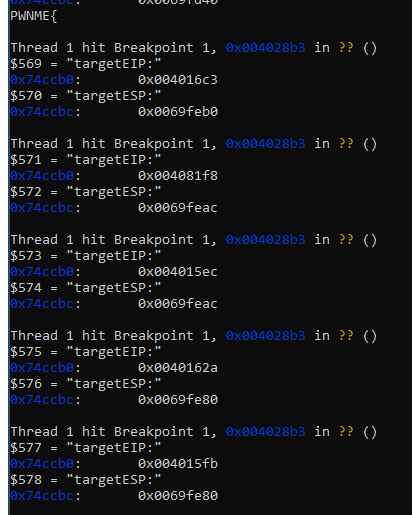 PWNME{
Thread 1 hit Breakpoint 1, 0x004028b3 in ?? ()
$569 = "targetEIP:"
0x74ccb0: 0x004016c3
$570 = "targetESP:"
0x74ccbc: 0x0069feb0
Thread 1 hit Breakpoint 1, 0x004028b3 in ?? ()
$571 = "targetEIP:"
0x74ccb0: 0x004081f8
$572 = "targetESP:"
0x74ccbc: 0x0069feac
Thread 1 hit Breakpoint 1, 0x004028b3 in ?? ()
$573 = "targetEIP:"
0x74ccb0: 0x004015ec
$574 = "targetESP:"
0x74ccbc: 0x0069feac
Thread 1 hit Breakpoint 1, 0x004028b3 in ?? ()
$575 = "targetEIP:"
0x74ccb0: 0x0040162a
$576 = "targetESP:"
0x74ccbc: 0x0069fe80
Thread 1 hit Breakpoint 1, 0x004028b3 in ?? ()
$577 = "targetEIP:"
0x74ccb0: 0x004015fb
$578 = "targetESP:"
0x74ccbc: 0x0069fe80